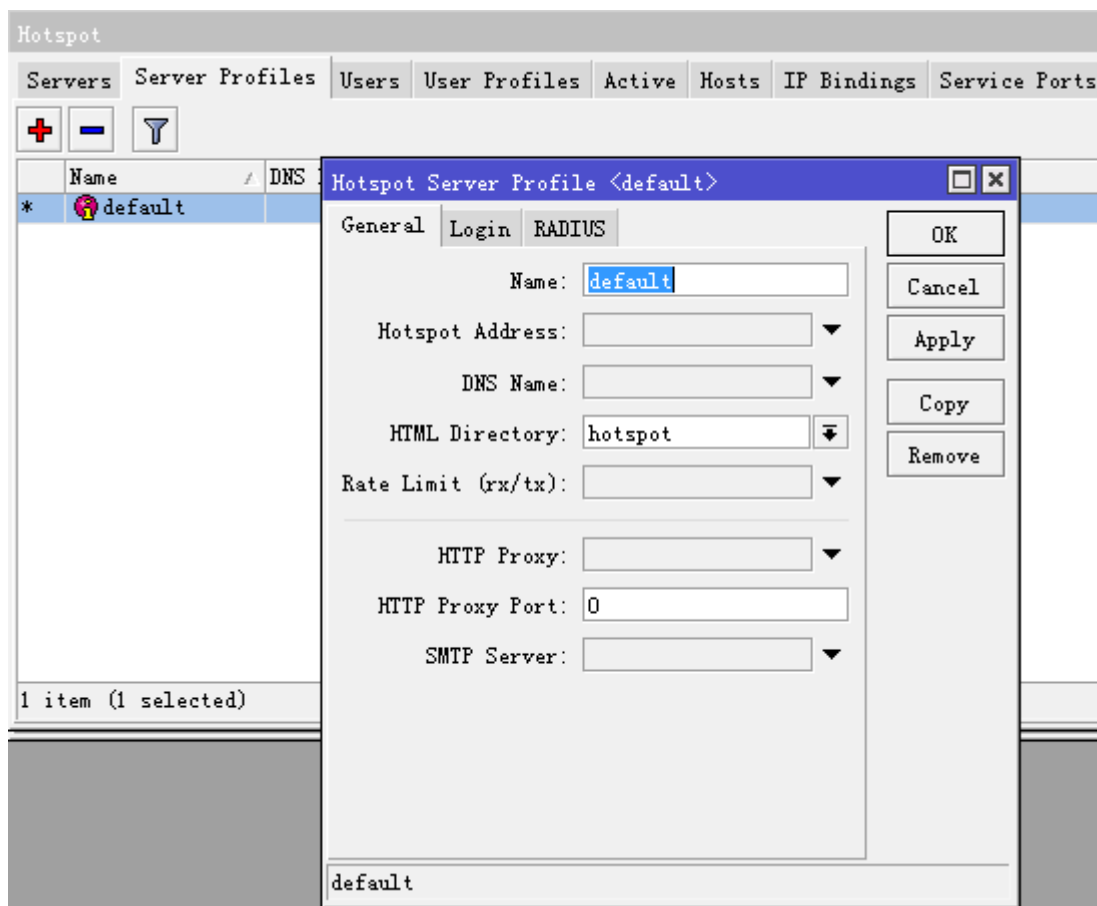 Hotspot
Servers Server Profiles Users User Profiles Active Hosts IP Bindings Service Ports
Name DNS
* default
1 item (1 selected)
Hotspot Server Profile <default>
General Login RADIUS
Name: default
Hotspot Address:
DNS Name:
HTML Directory: hotspot
Rate Limit (rx/tx):
HTTP Proxy:
HTTP Proxy Port: 0
SMTP Server:
OK
Cancel
Apply
Copy
Remove
default